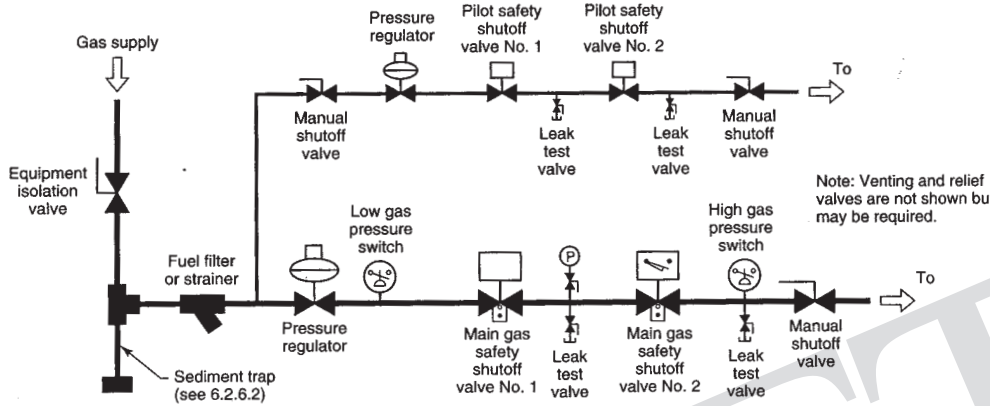 Gas supply
Pressure
regulator
Pilot safety
shutoff
valve No. 1
Pilot safety
shutoff
valve No. 2
To
Manual
shutoff
valve
Leak
test
valve
Leak
test
valve
Manual
shutoff
valve
Equipment
isolation
valve
Note: Venting and relief
valves are not shown bu
may be required.
Fuel filter
or strainer
Low gas
pressure
switch
P
High gas
pressure
switch
To
Pressure
regulator
Main gas
safety
shutoff
valve No. 1
Leak
test
valve
Main gas
safety
shutoff
valve No. 2
Leak
test
valve
Manual
shutoff
valve
Sediment trap
(see 6.2.6.2)